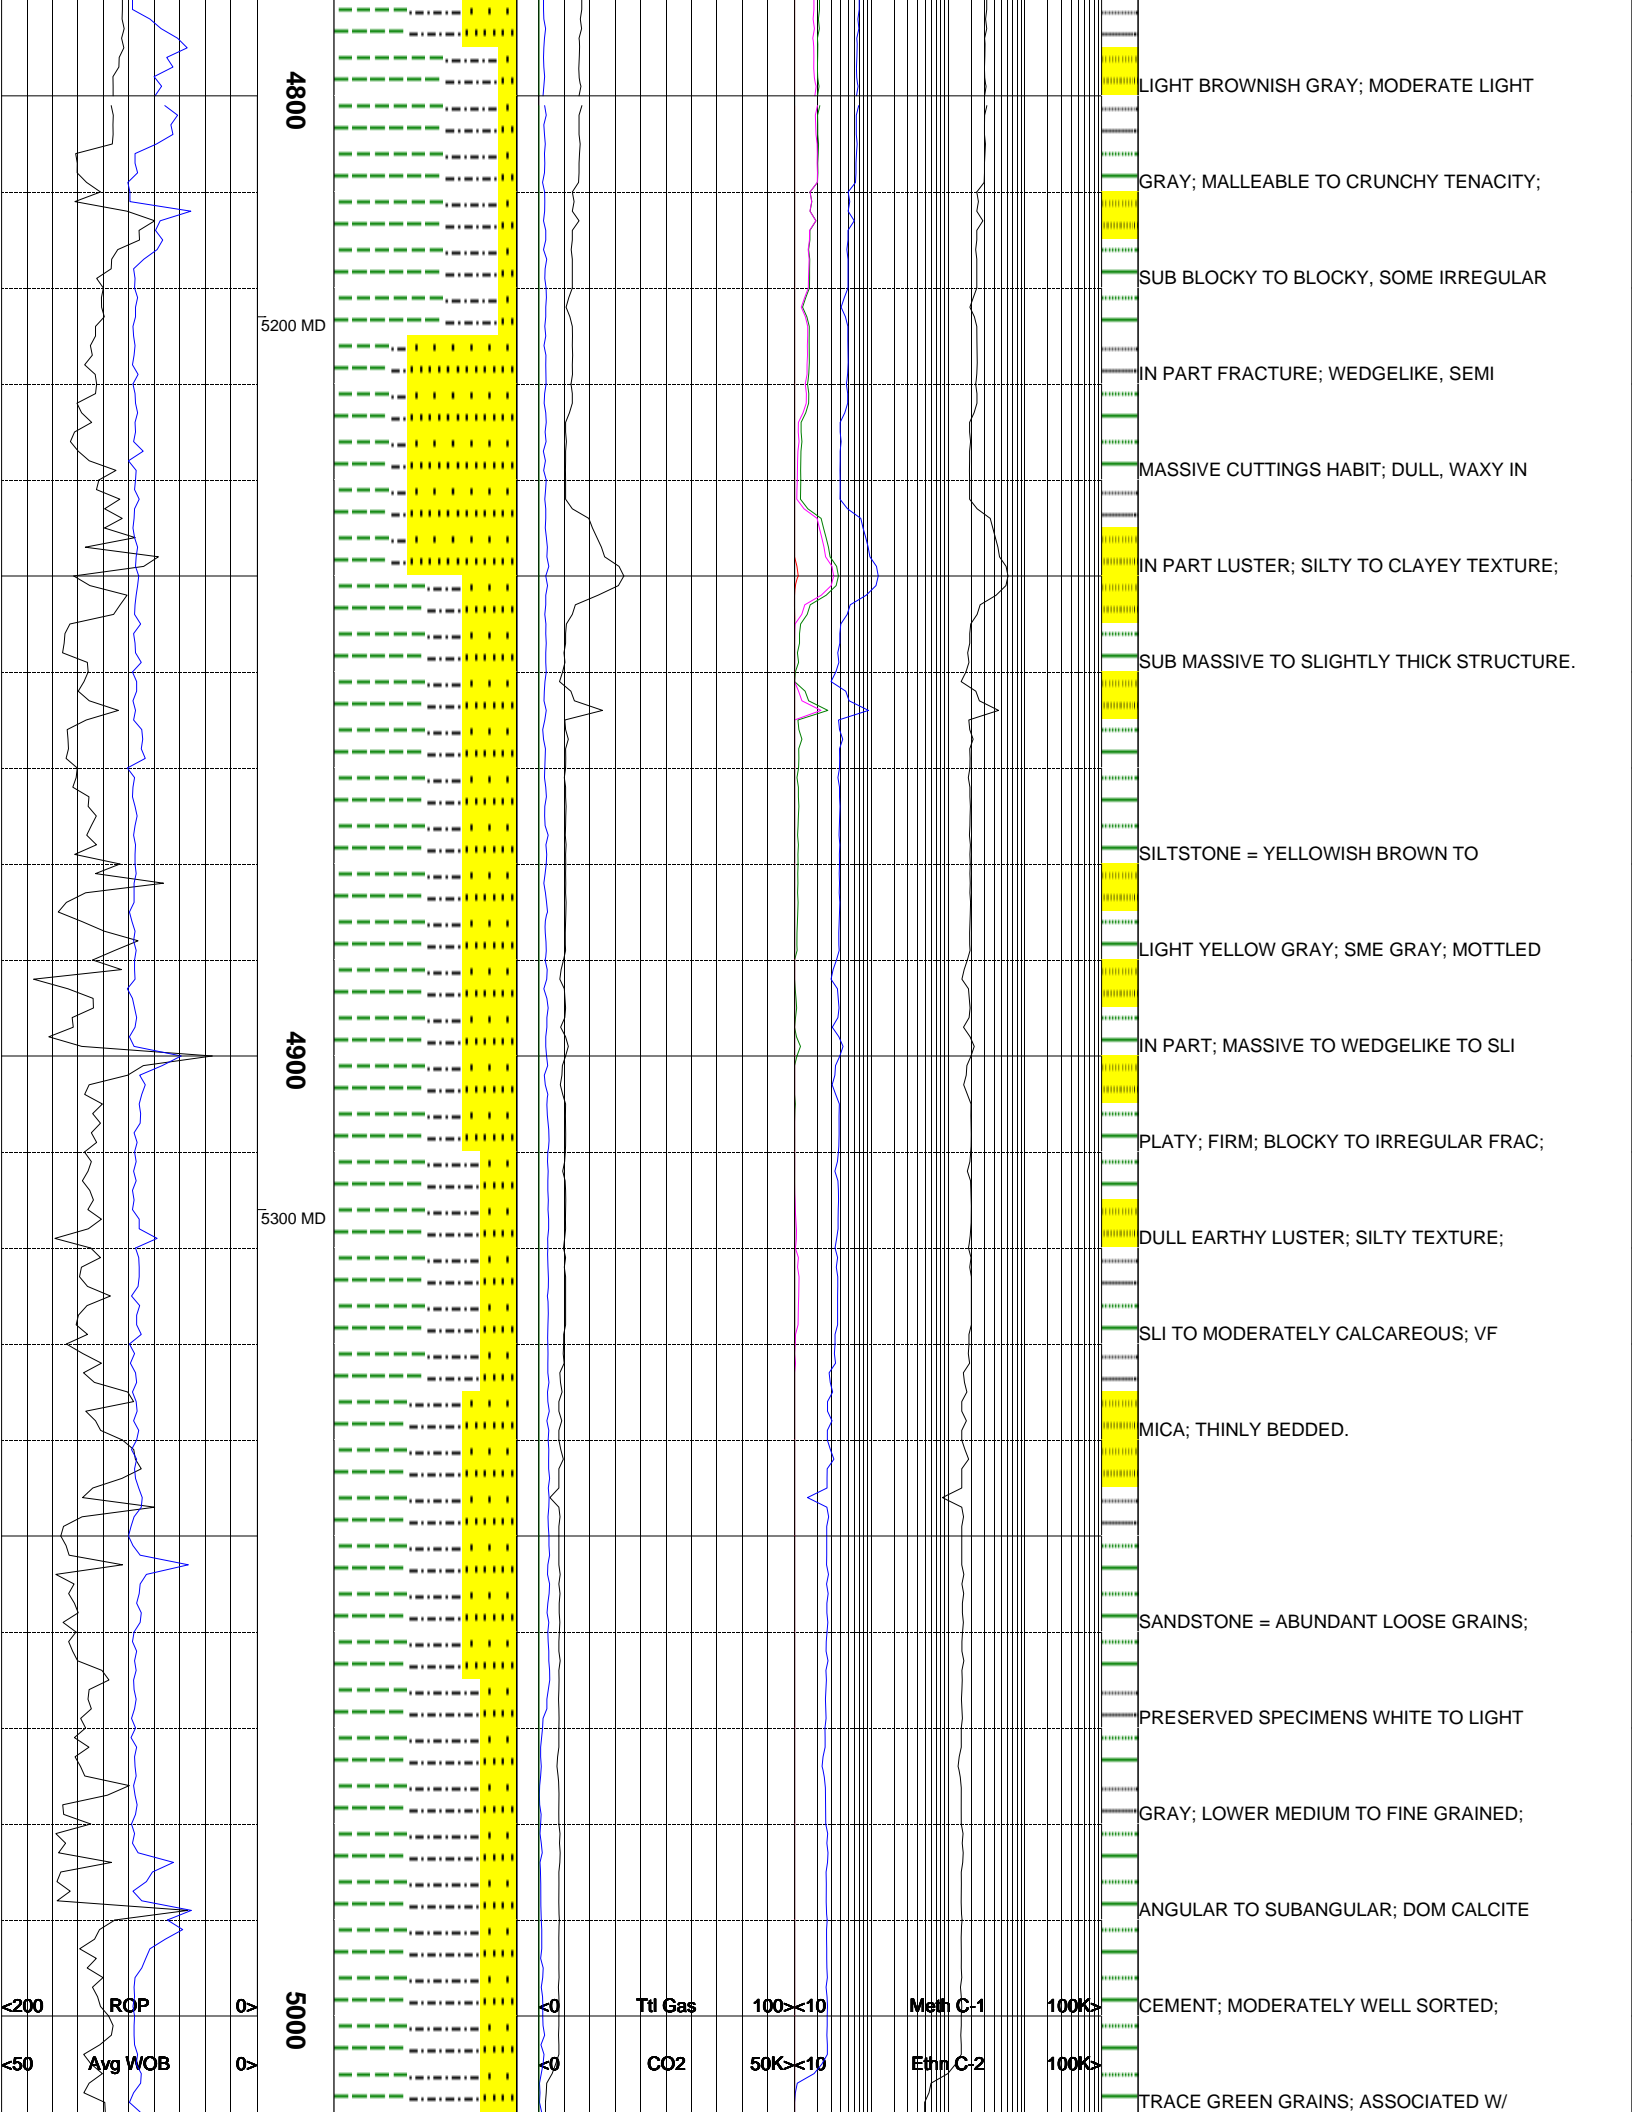 4800
LIGHT BROWNISH GRAY; MODERATE LIGHT
GRAY; MALLEABLE TO CRUNCHY TENACITY;
SUB BLOCKY TO BLOCKY, SOME IRREGULAR
5200 MD
IN PART FRACTURE; WEDGELIKE, SEMI
MASSIVE CUTTINGS HABIT; DULL, WAXY IN
IN PART LUSTER; SILTY TO CLAYEY TEXTURE;
SUB MASSIVE TO SLIGHTLY THICK STRUCTURE.
SILTSTONE = YELLOWISH BROWN TO
LIGHT YELLOW GRAY; SME GRAY; MOTTLED
4900
IN PART; MASSIVE TO WEDGELIKE TO SLI
PLATY; FIRM; BLOCKY TO IRREGULAR FRAC;
5300 MD
DULL EARTHY LUSTER; SILTY TEXTURE;
SLI TO MODERATELY CALCAREOUS; VF
MICA; THINLY BEDDED.
SANDSTONE = ABUNDANT LOOSE GRAINS;
PRESERVED SPECIMENS WHITE TO LIGHT
GRAY; LOWER MEDIUM TO FINE GRAINED;
ANGULAR TO SUBANGULAR; DOM CALCITE
<200 ROP 0> 5000 <0 Ttl Gas 100> <10 Meth C-1 100K> CEMENT; MODERATELY WELL SORTED;
<50 Avg WOB 0> <0 CO2 50K> <10 Ethn C-2 100K>
TRACE GREEN GRAINS; ASSOCIATED W/